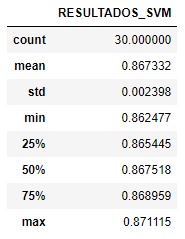 RESULTADOS_SVM
count 30.000000
mean 0.867332
std 0.002398
min 0.862477
25% 0.865445
50% 0.867518
75% 0.868959
max 0.871115